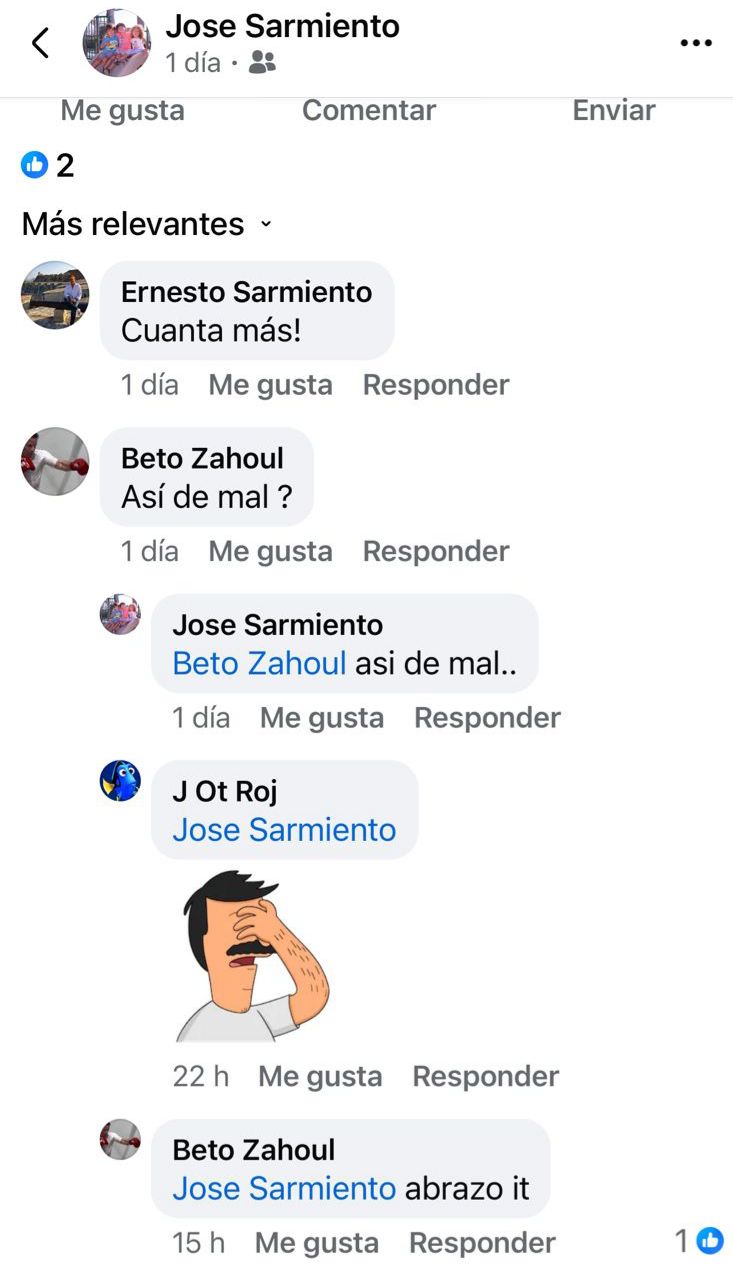 Jose Sarmiento
1 día ·
Me gusta Comentar Enviar
2
Más relevantes
Ernesto Sarmiento
Cuanta más!
1 día Me gusta Responder
Beto Zahoul
Así de mal ?
1 día Me gusta Responder
Jose Sarmiento
Beto Zahoul asi de mal..
1 día Me gusta Responder
J Ot Roj
Jose Sarmiento
22 h Me gusta Responder
Beto Zahoul
Jose Sarmiento abrazo it
15 h Me gusta Responder 1